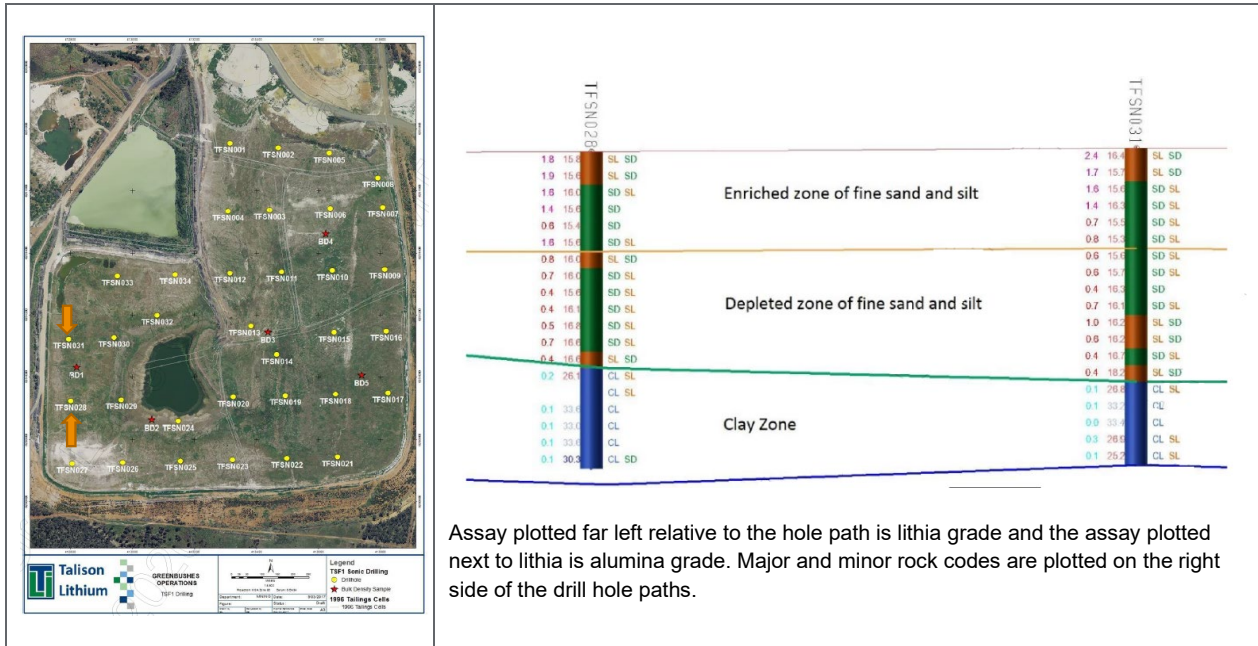 TFSN001
TFSN002
TFSN005
TFSN008
TFSN004
TFSN003
TFSN006
TFSN007
BD4
TFSN033
TFSN034
TFSN012
TFSN011
TFSN010
TFSN009
TFSN032
TFSN013
BD3
TFSN031
TFSN030
TFSN015
TFSN016
TFSN014
BD1
BD5
TFSN028
TFSN029
TFSN020
TFSN019
TFSN018
TFSN017
BD2
TFSN024
TFSN027
TFSN026
TFSN025
TFSN023
TFSN022
TFSN021
Talison
Lithium
GREENBUSHES
OPERATIONS
TSF1 Drilling
Legend
TSF1 Sonic Drilling
Drillhole
Bulk Density Sample
1996 Tailings Cells
1996 Tailings Cells
TFSN028
1.8 15.8 SL SD
1.9 15.6 SL SD
1.6 16.0 SD SL
1.4 15.6 SD
0.6 15.4 SD
1.6 15.6 SD SL
0.8 16.0 SL SD
0.7 16.0 SD SL
0.4 15.6 SD SL
0.4 16.1 SD SL
0.5 16.8 SD SL
0.7 16.6 SD SL
0.4 16.6 SL SD
0.2 26.1 CL SL
CL SL
0.1 33.6 CL
0.1 33.0 CL
0.1 33.6 CL
0.1 30.3 CL SD
Enriched zone of fine sand and silt
Depleted zone of fine sand and silt
Clay Zone
TFSN031
2.4 16.4 SL SD
1.7 15.7 SL SD
1.6 15.6 SD SL
1.4 16.3 SD SL
0.7 15.5 SD SL
0.8 15.3 SD SL
0.6 15.6 SD SL
0.6 15.7 SD SL
0.4 16.3 SD
0.7 16.1 SD SL
1.0 16.2 SL SD
0.6 16.2 SL SD
0.4 16.7 SD SL
0.4 18.2 SL SD
0.1 26.8 CL SL
0.1 33.2 CL
0.0 33.4 CL
0.3 26.9 CL SL
0.1 25.2 CL SL
Assay plotted far left relative to the hole path is lithia grade and the assay plotted
next to lithia is alumina grade. Major and minor rock codes are plotted on the right
side of the drill hole paths.